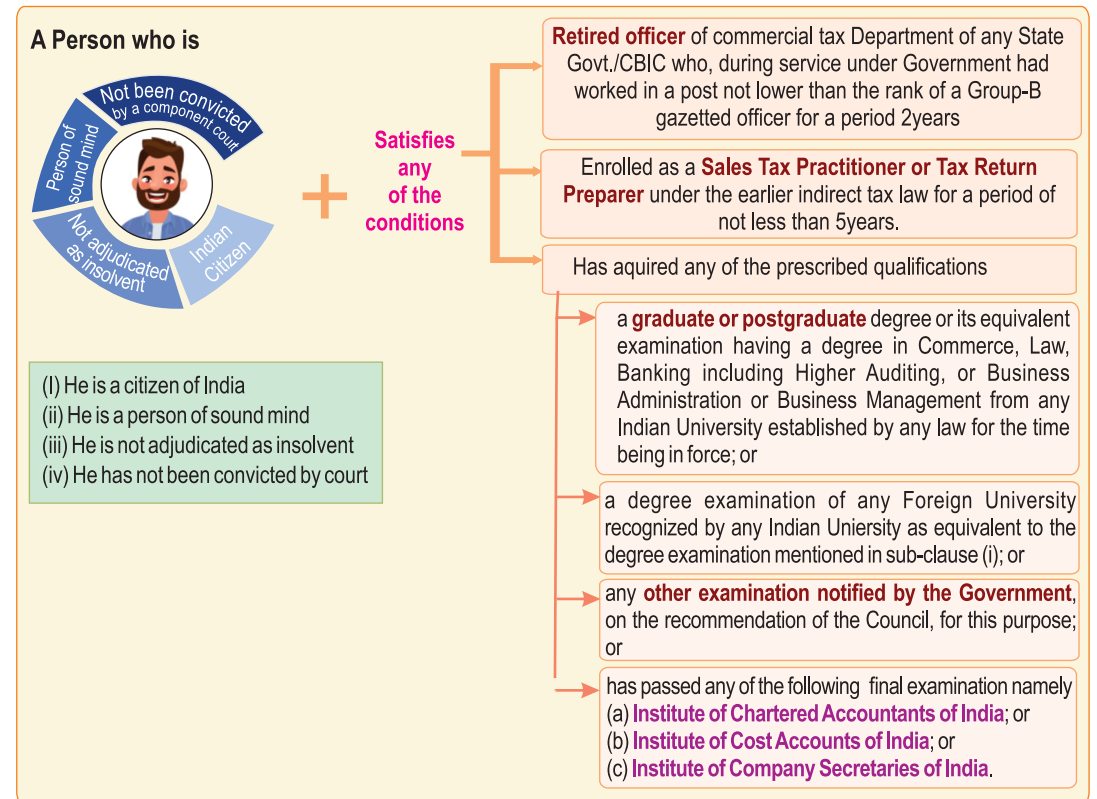 A Person who is
Not been convicted
by a component court
Person of
sound mind
Not adjudicated
as insolvent
Indian
Citizen
Satisfies
any
of the
conditions
Retired officer of commercial tax Department of any State
Govt./CBIC who, during service under Government had
worked in a post not lower than the rank of a Group-B
gazetted officer for a period 2years
Enrolled as a Sales Tax Practitioner or Tax Return
Preparer under the earlier indirect tax law for a period of
not less than 5years.
Has aquired any of the prescribed qualifications
a graduate or postgraduate degree or its equivalent
examination having a degree in Commerce, Law,
Banking including Higher Auditing, or Business
Administration or Business Management from any
Indian University established by any law for the time
being in force; or
a degree examination of any Foreign University
recognized by any Indian Uniersity as equivalent to the
degree examination mentioned in sub-clause (i); or
any other examination notified by the Government,
on the recommendation of the Council, for this purpose;
or
has passed any of the following final examination namely
(a) Institute of Chartered Accountants of India; or
(b) Institute of Cost Accounts of India; or
(c) Institute of Company Secretaries of India.
(I) He is a citizen of India
(ii) He is a person of sound mind
(iii) He is not adjudicated as insolvent
(iv) He has not been convicted by court